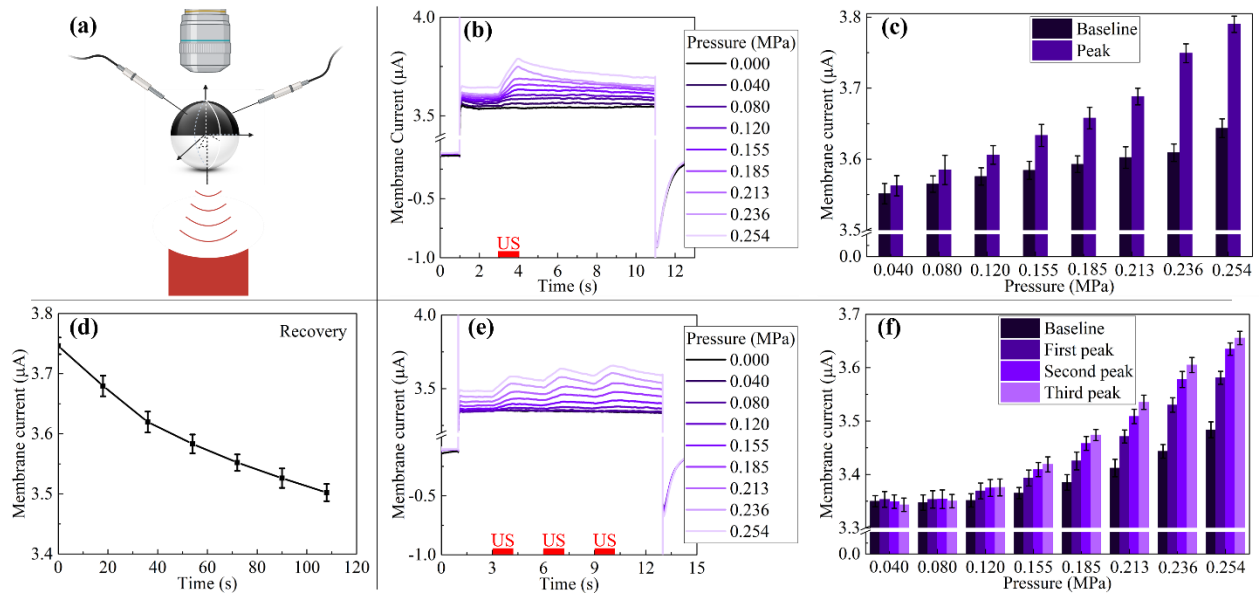 (a)
(b)
Membrane Current (μA)
4.0
3.5
-0.5
-1.0
0
2
4
6
8
10
12
Time (s)
US
Pressure (MPa)
0.000
0.040
0.080
0.120
0.155
0.185
0.213
0.236
0.254
(c)
Membrane current (μA)
3.8
3.7
3.6
3.5
0.0
Baseline
Peak
0.040 0.080 0.120 0.155 0.185 0.213 0.236 0.254
Pressure (MPa)
(d)
Recovery
Membrane current (μA)
3.8
3.7
3.6
3.5
3.4
0 20 40 60 80 100 120
Time (s)
(e)
Membrane current (μA)
4.0
3.5
-0.5
-1.0
US US US
0 3 6 9 12 15
Time (s)
Pressure (MPa)
0.000
0.040
0.080
0.120
0.155
0.185
0.213
0.236
0.254
(f)
Membrane current (μA)
3.7
3.6
3.5
3.4
3.3
0.0
Baseline
First peak
Second peak
Third peak
0.040 0.080 0.120 0.155 0.185 0.213 0.236 0.254
Pressure (MPa)